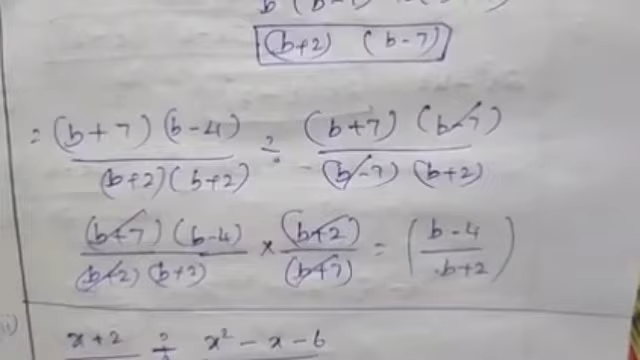 (b+2) (b-7)
= (b+7)(b-4) / (b+2)(b+2) ÷ (b+7)(b-7) / (b-7)(b+2)
(b+7)(b-4) / (b+2)(b+2) × (b+2) / (b+7) = (b-4 / b+2)
x+2 ÷ x² - x - 6